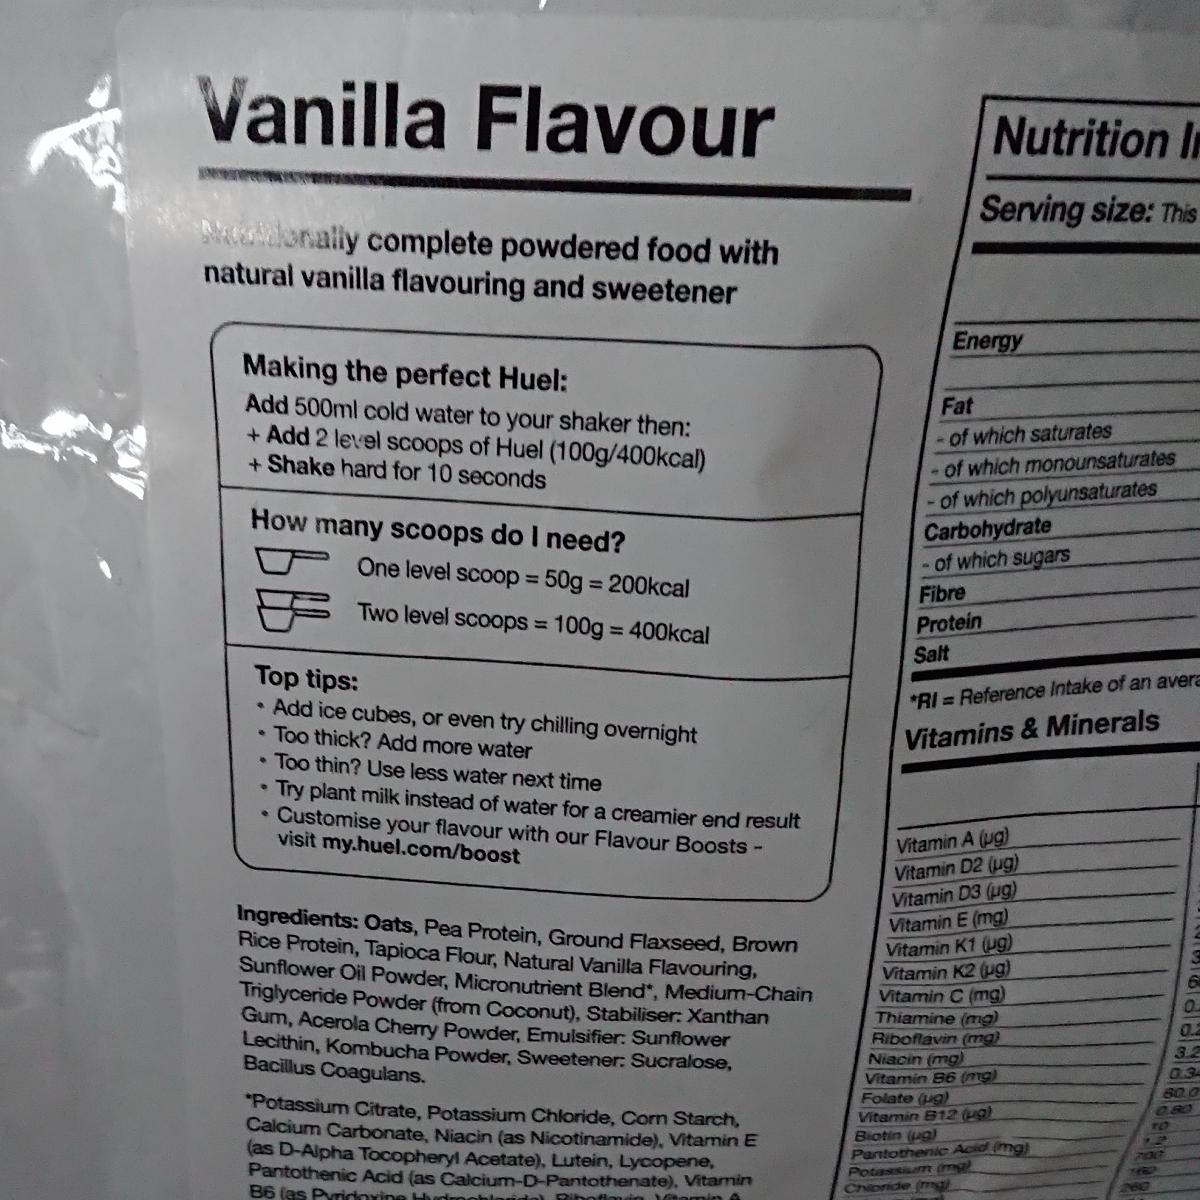 Vanilla Flavour
Nutritionally complete powdered food with
natural vanilla flavouring and sweetener
Making the perfect Huel:
Add 500ml cold water to your shaker then:
+ Add 2 level scoops of Huel (100g/400kcal)
+ Shake hard for 10 seconds
How many scoops do I need?
One level scoop = 50g = 200kcal
Two level scoops = 100g = 400kcal
Top tips:
• Add ice cubes, or even try chilling overnight
• Too thick? Add more water
• Too thin? Use less water next time
• Try plant milk instead of water for a creamier end result
• Customise your flavour with our Flavour Boosts -
visit my.huel.com/boost
Ingredients: Oats, Pea Protein, Ground Flaxseed, Brown
Rice Protein, Tapioca Flour, Natural Vanilla Flavouring,
Sunflower Oil Powder, Micronutrient Blend*, Medium-Chain
Triglyceride Powder (from Coconut), Stabiliser: Xanthan
Gum, Acerola Cherry Powder, Emulsifier: Sunflower
Lecithin, Kombucha Powder, Sweetener: Sucralose,
Bacillus Coagulans.
*Potassium Citrate, Potassium Chloride, Corn Starch,
Calcium Carbonate, Niacin (as Nicotinamide), Vitamin E
(as D-Alpha Tocopheryl Acetate), Lutein, Lycopene,
Pantothenic Acid (as Calcium-D-Pantothenate), Vitamin
B6 (as Pyridoxine Hydrochloride), Riboflavin, Vitamin A
Nutrition
Serving size: This
Energy
Fat
- of which saturates
- of which monounsaturates
- of which polyunsaturates
Carbohydrate
- of which sugars
Fibre
Protein
Salt
*RI = Reference Intake of an
Vitamins & Minerals
Vitamin A (µg)
Vitamin D2 (µg)
Vitamin D3 (µg)
Vitamin E (mg)
Vitamin K1 (µg)
Vitamin K2 (µg)
Vitamin C (mg)
Thiamine (mg)
Riboflavin (mg)
Niacin (mg)
Vitamin B6 (mg)
Folate (µg)
Vitamin B12 (µg)
Biotin (µg)
Pantothenic Acid (mg)
Potassium (mg)
Chloride (mg)